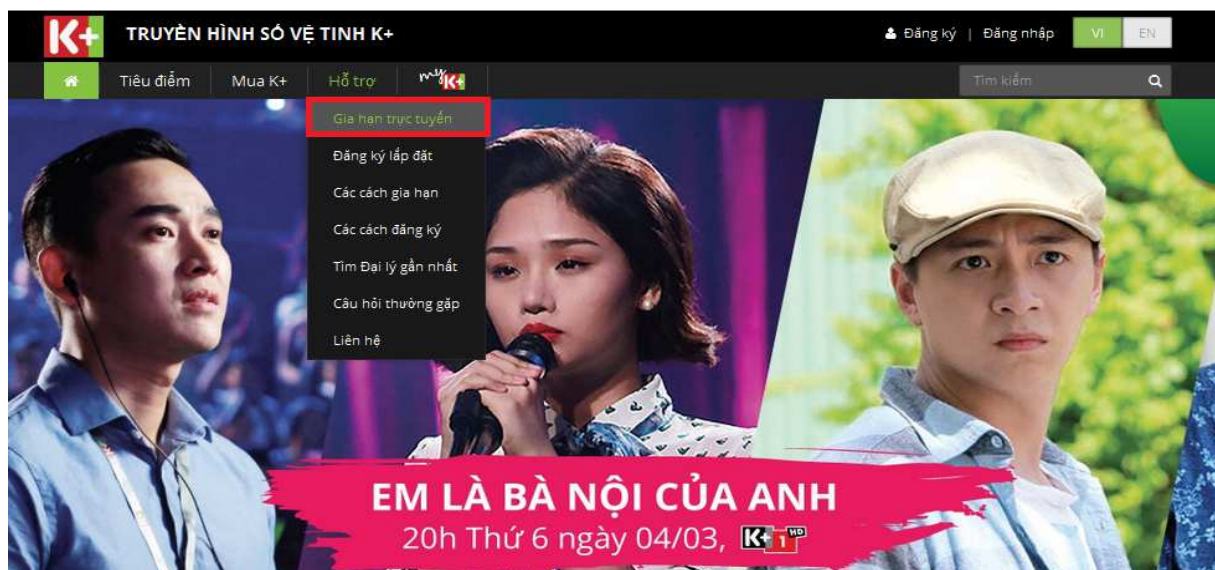 K+ TRUYỀN HÌNH SỐ VỆ TINH K+ Đăng ký | Đăng nhập VI EN
Tiêu điểm Mua K+ Hỗ trợ myK+ Tìm kiếm
Gia hạn trực tuyến
Đăng ký lắp đặt
Các cách gia hạn
Các cách đăng ký
Tìm Đại lý gần nhất
Câu hỏi thường gặp
Liên hệ
EM LÀ BÀ NỘI CỦA ANH
20h Thứ 6 ngày 04/03, K+1 HD